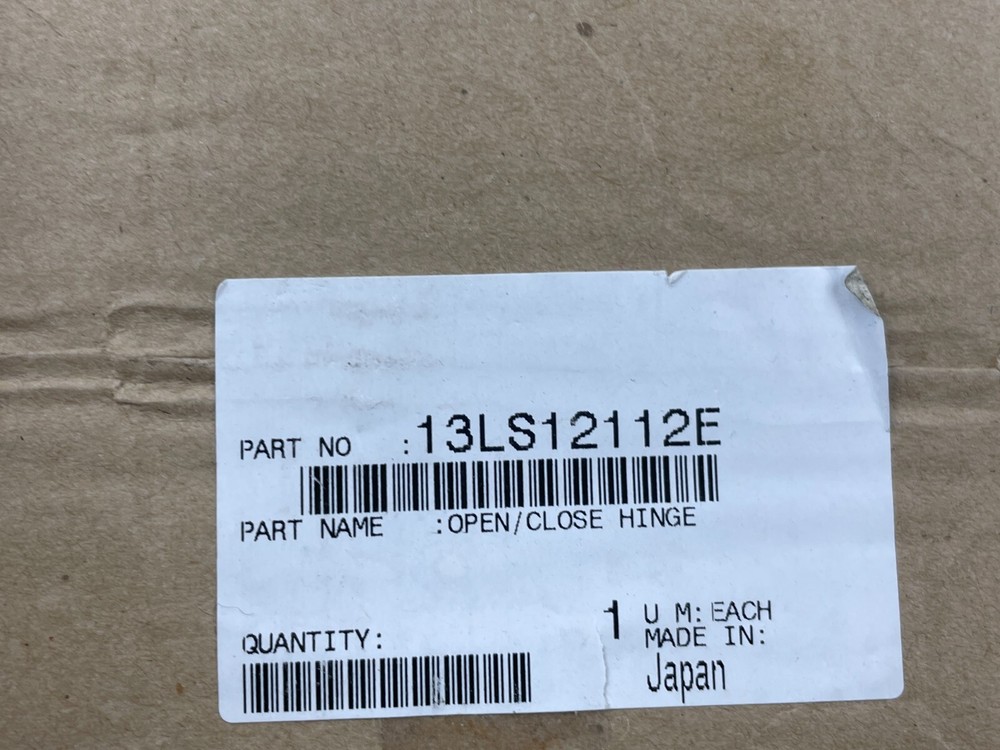 PART NO :13LS12112E
PART NAME :OPEN/CLOSE HINGE
QUANTITY: 1 U M: EACH
MADE IN:
Japan